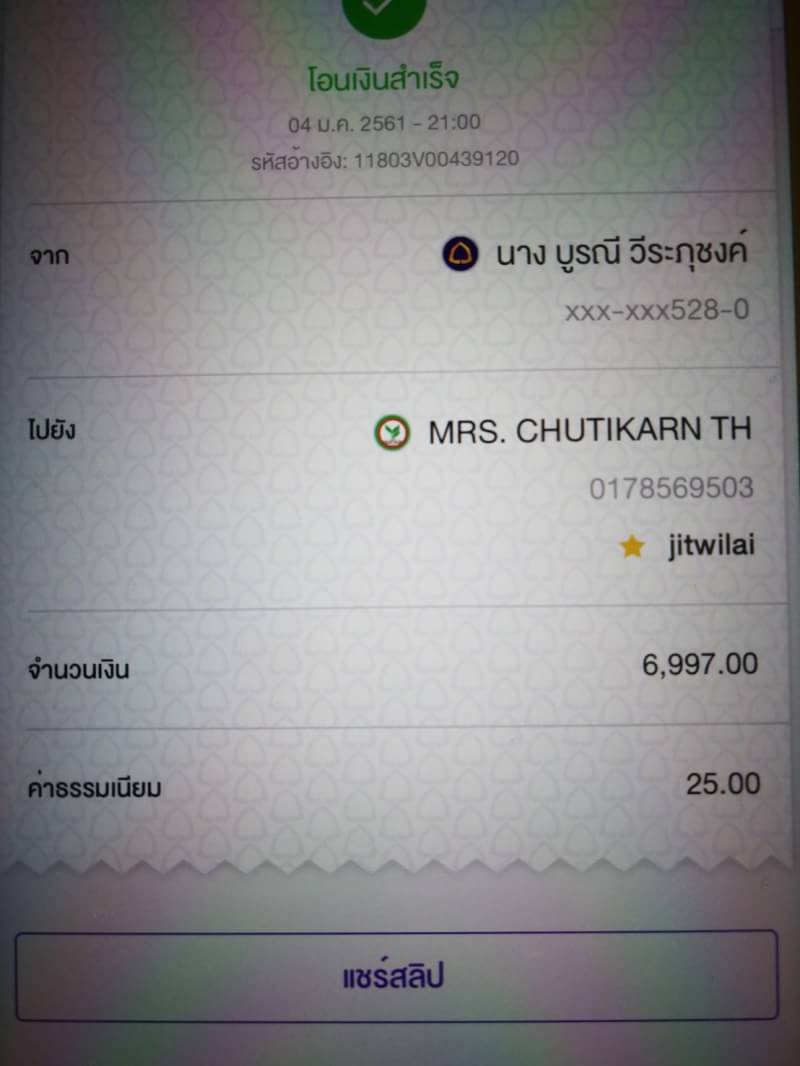 โอนเงินสำเร็จ
04 ม.ค. 2561 - 21:00
รหัสอ้างอิง: 11803V00439120
จาก
นาง บูรณี วีระภุชงค์
xxx-xxx528-0
ไปยัง
MRS. CHUTIKARN TH
0178569503
jitwilai
จำนวนเงิน
6,997.00
ค่าธรรมเนียม
25.00
แชร์สลิป